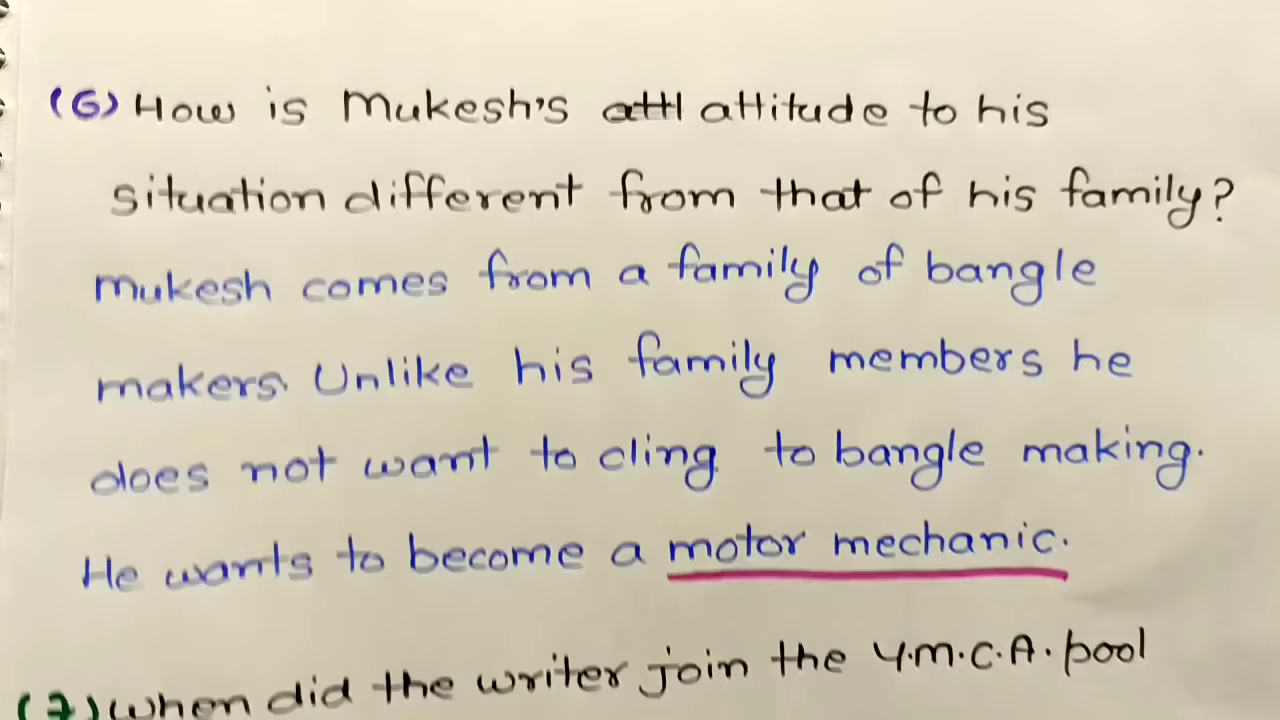 (6) How is Mukesh's attl attitude to his
situation different from that of his family?
Mukesh comes from a family of bangle
makers. Unlike his family members he
does not want to cling to bangle making.
He wants to become a motor mechanic.
(7) When did the writer join the Y.M.C.A. pool